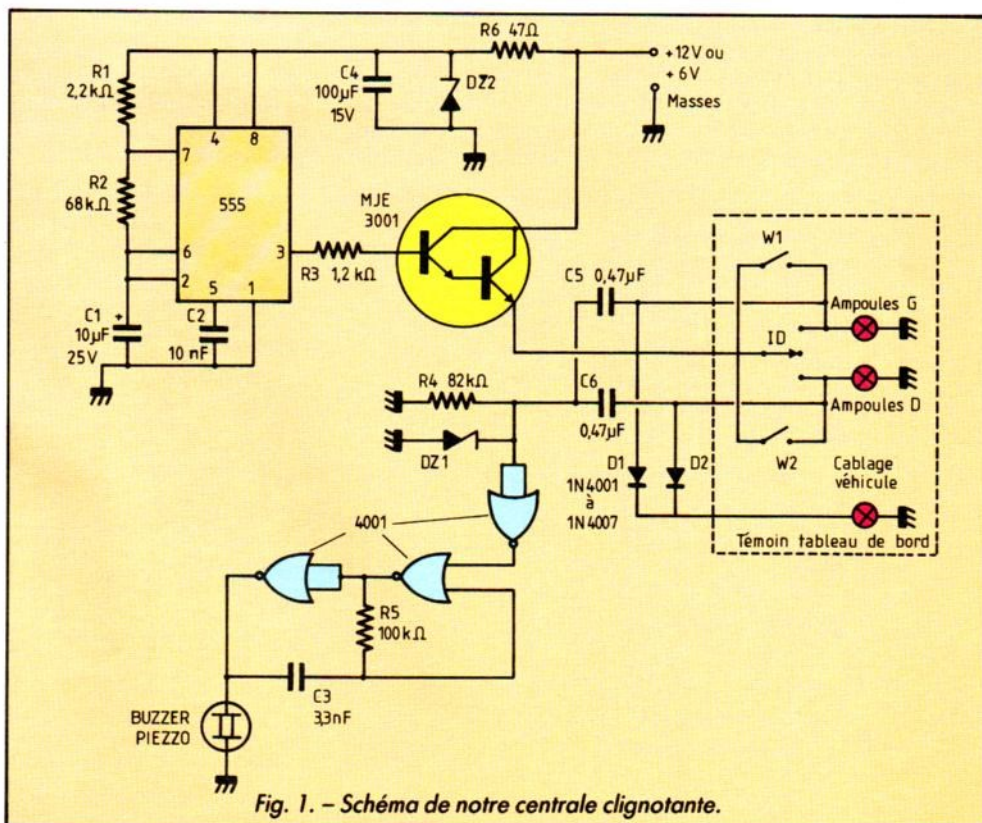 R6 47Ω
R1
2,2kΩ
C4
100µF
15V
DZ2
+12V ou
+ 6V
Masses
4 8
7
R2
68kΩ
555
MJE
3001
6
3
2
5 1
R3 1,2 kΩ
C1 +
10µF
25V
C2
10 nF
C5 0,47µF
W1
Ampoules G
ID
R4 82kΩ
C6
0,47µF
Ampoules D
DZ1
D1 D2
W2
Cablage
véhicule
1N4001
à
1N4007
Témoin tableau de bord
4001
R5
100kΩ
C3
3,3nF
BUZZER
PIEZZO
Fig. 1. – Schéma de notre centrale clignotante.